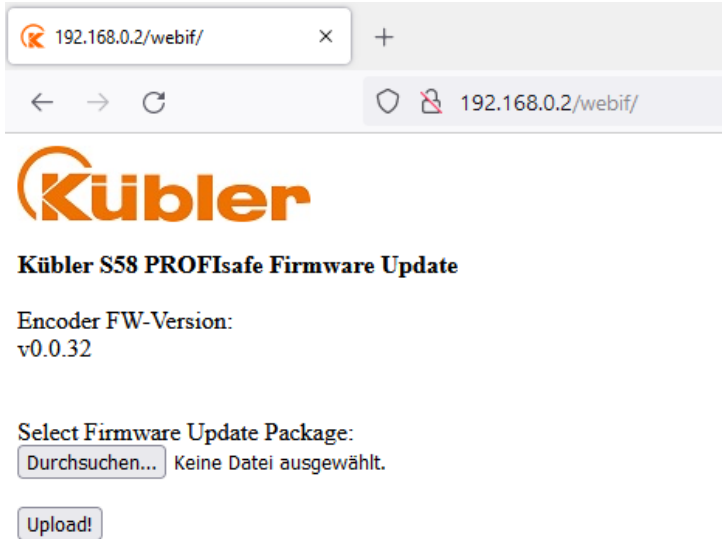 192.168.0.2/webif/
192.168.0.2/webif/
Kübler
Kübler S58 PROFIsafe Firmware Update
Encoder FW-Version:
v0.0.32
Select Firmware Update Package:
Durchsuchen... Keine Datei ausgewählt.
Upload!